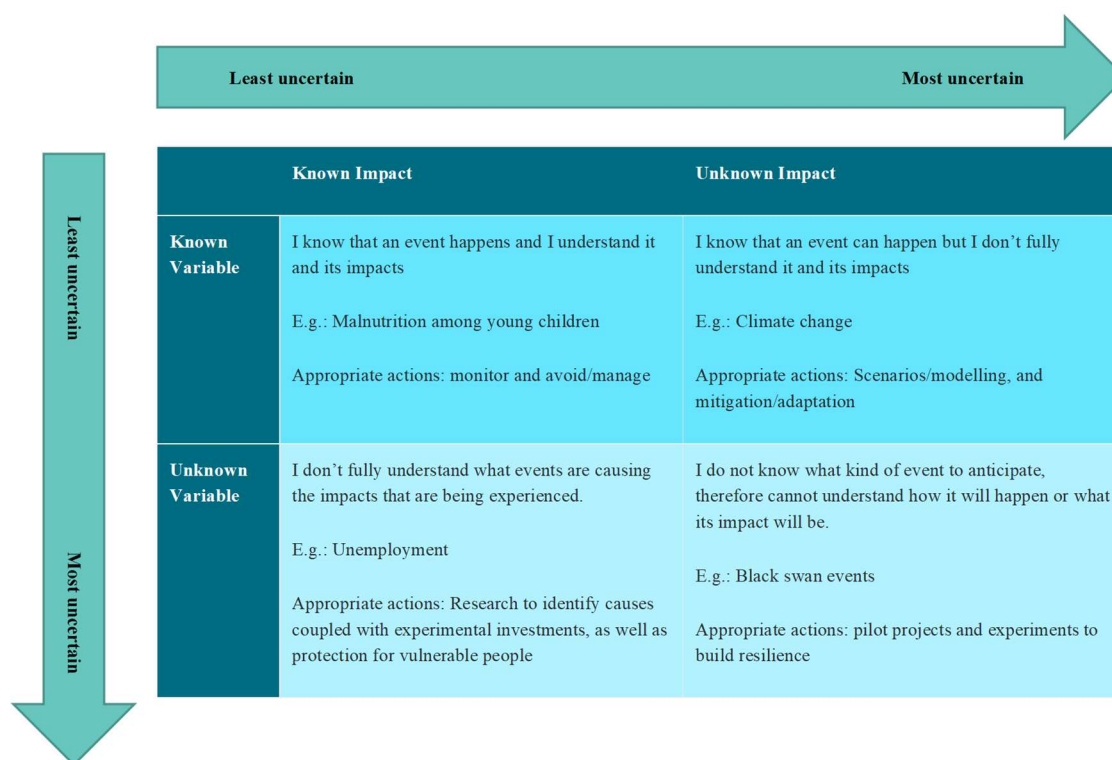 Least uncertain
Most uncertain
Least uncertain
Most uncertain
Known Impact
Unknown Impact
Known
Variable
I know that an event happens and I understand it
and its impacts
E.g.: Malnutrition among young children
Appropriate actions: monitor and avoid/manage
I know that an event can happen but I don’t fully
understand it and its impacts
E.g.: Climate change
Appropriate actions: Scenarios/modelling, and
mitigation/adaptation
Unknown
Variable
I don’t fully understand what events are causing
the impacts that are being experienced.
E.g.: Unemployment
Appropriate actions: Research to identify causes
coupled with experimental investments, as well as
protection for vulnerable people
I do not know what kind of event to anticipate,
therefore cannot understand how it will happen or what
its impact will be.
E.g.: Black swan events
Appropriate actions: pilot projects and experiments to
build resilience